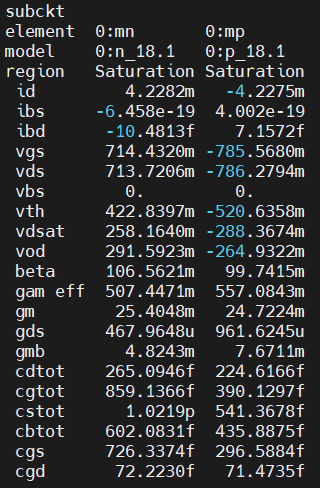 subckt
element 0:mn 0:mp
model 0:n_18.1 0:p_18.1
region Saturation Saturation
id 4.2282m -4.2275m
ibs -6.458e-19 4.002e-19
ibd -10.4813f 7.1572f
vgs 714.4320m -785.5680m
vds 713.7206m -786.2794m
vbs 0. 0.
vth 422.8397m -520.6358m
vdsat 258.1640m -288.3674m
vod 291.5923m -264.9322m
beta 106.5621m 99.7415m
gam eff 507.4471m 557.0843m
gm 25.4048m 24.7224m
gds 467.9648u 961.6245u
gmb 4.8243m 7.6711m
cdtot 265.0946f 224.6166f
cgtot 859.1366f 390.1297f
cstot 1.0219p 541.3678f
cbtot 602.0831f 435.8875f
cgs 726.3374f 296.5884f
cgd 72.2230f 71.4735f